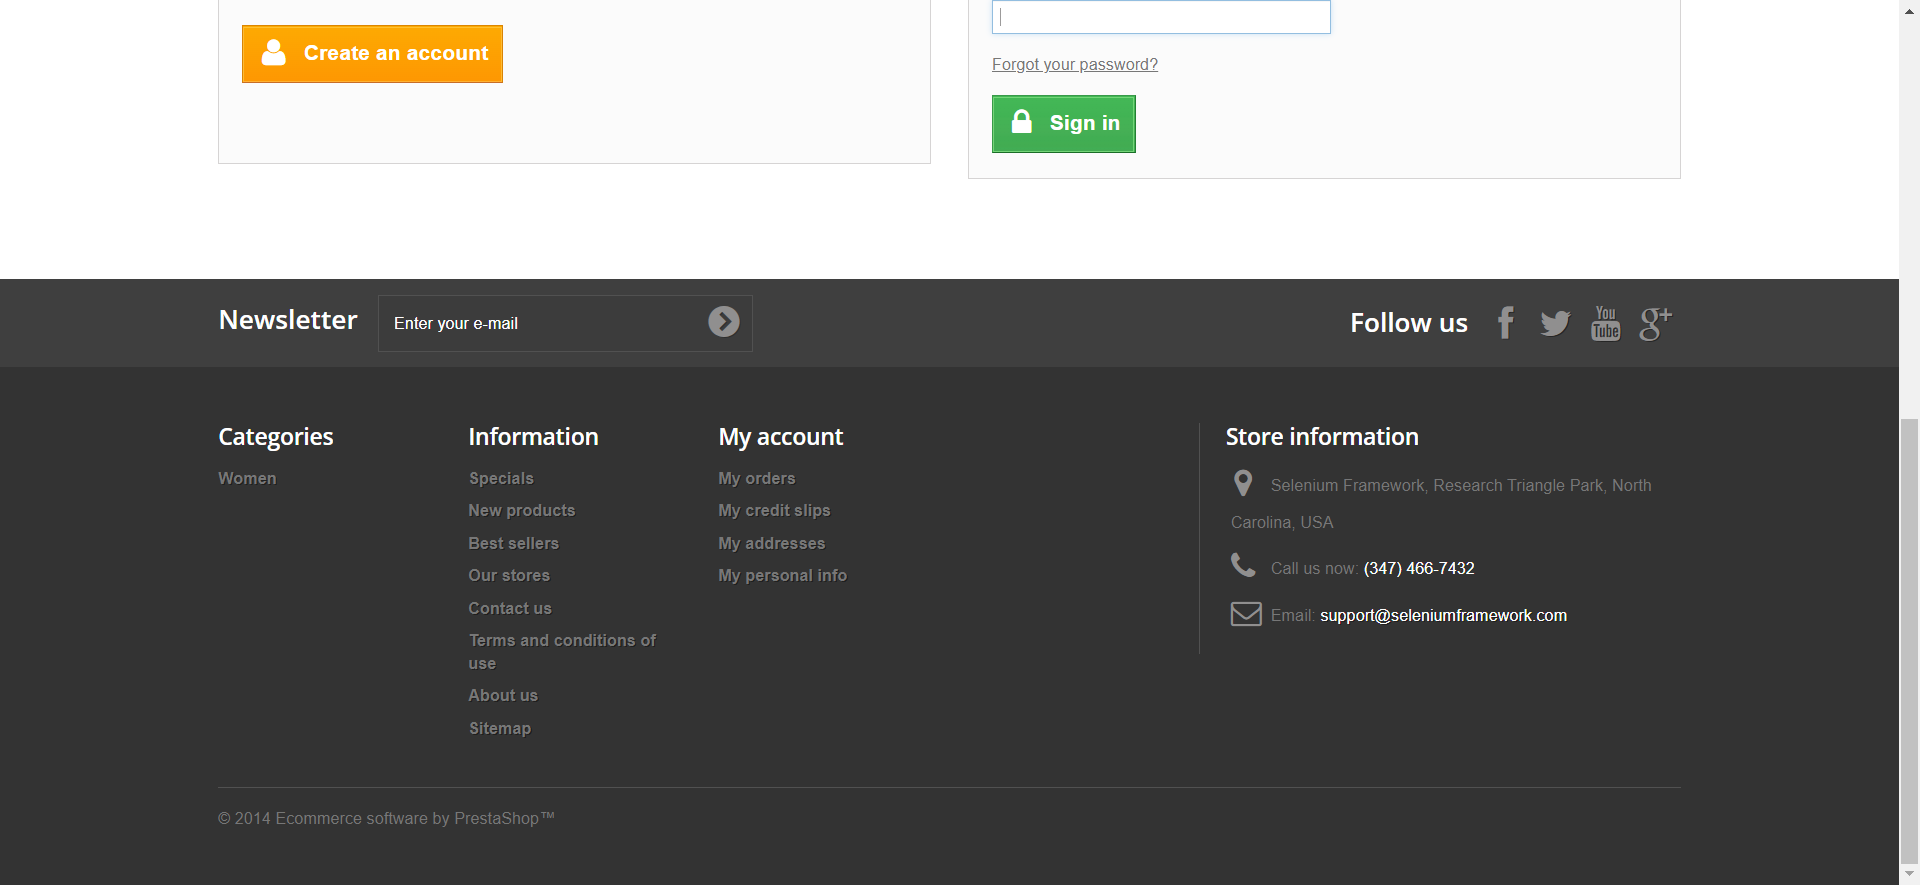 Create an account
Forgot your password?
Sign in
Newsletter
Enter your e-mail
Follow us
You
Tube
g+
Categories
Women
Information
Specials
New products
Best sellers
Our stores
Contact us
Terms and conditions of
use
About us
Sitemap
My account
My orders
My credit slips
My addresses
My personal info
Store information
Selenium Framework, Research Triangle Park, North
Carolina, USA
Call us now: (347) 466-7432
Email: support@seleniumframework.com
© 2014 Ecommerce software by PrestaShop™